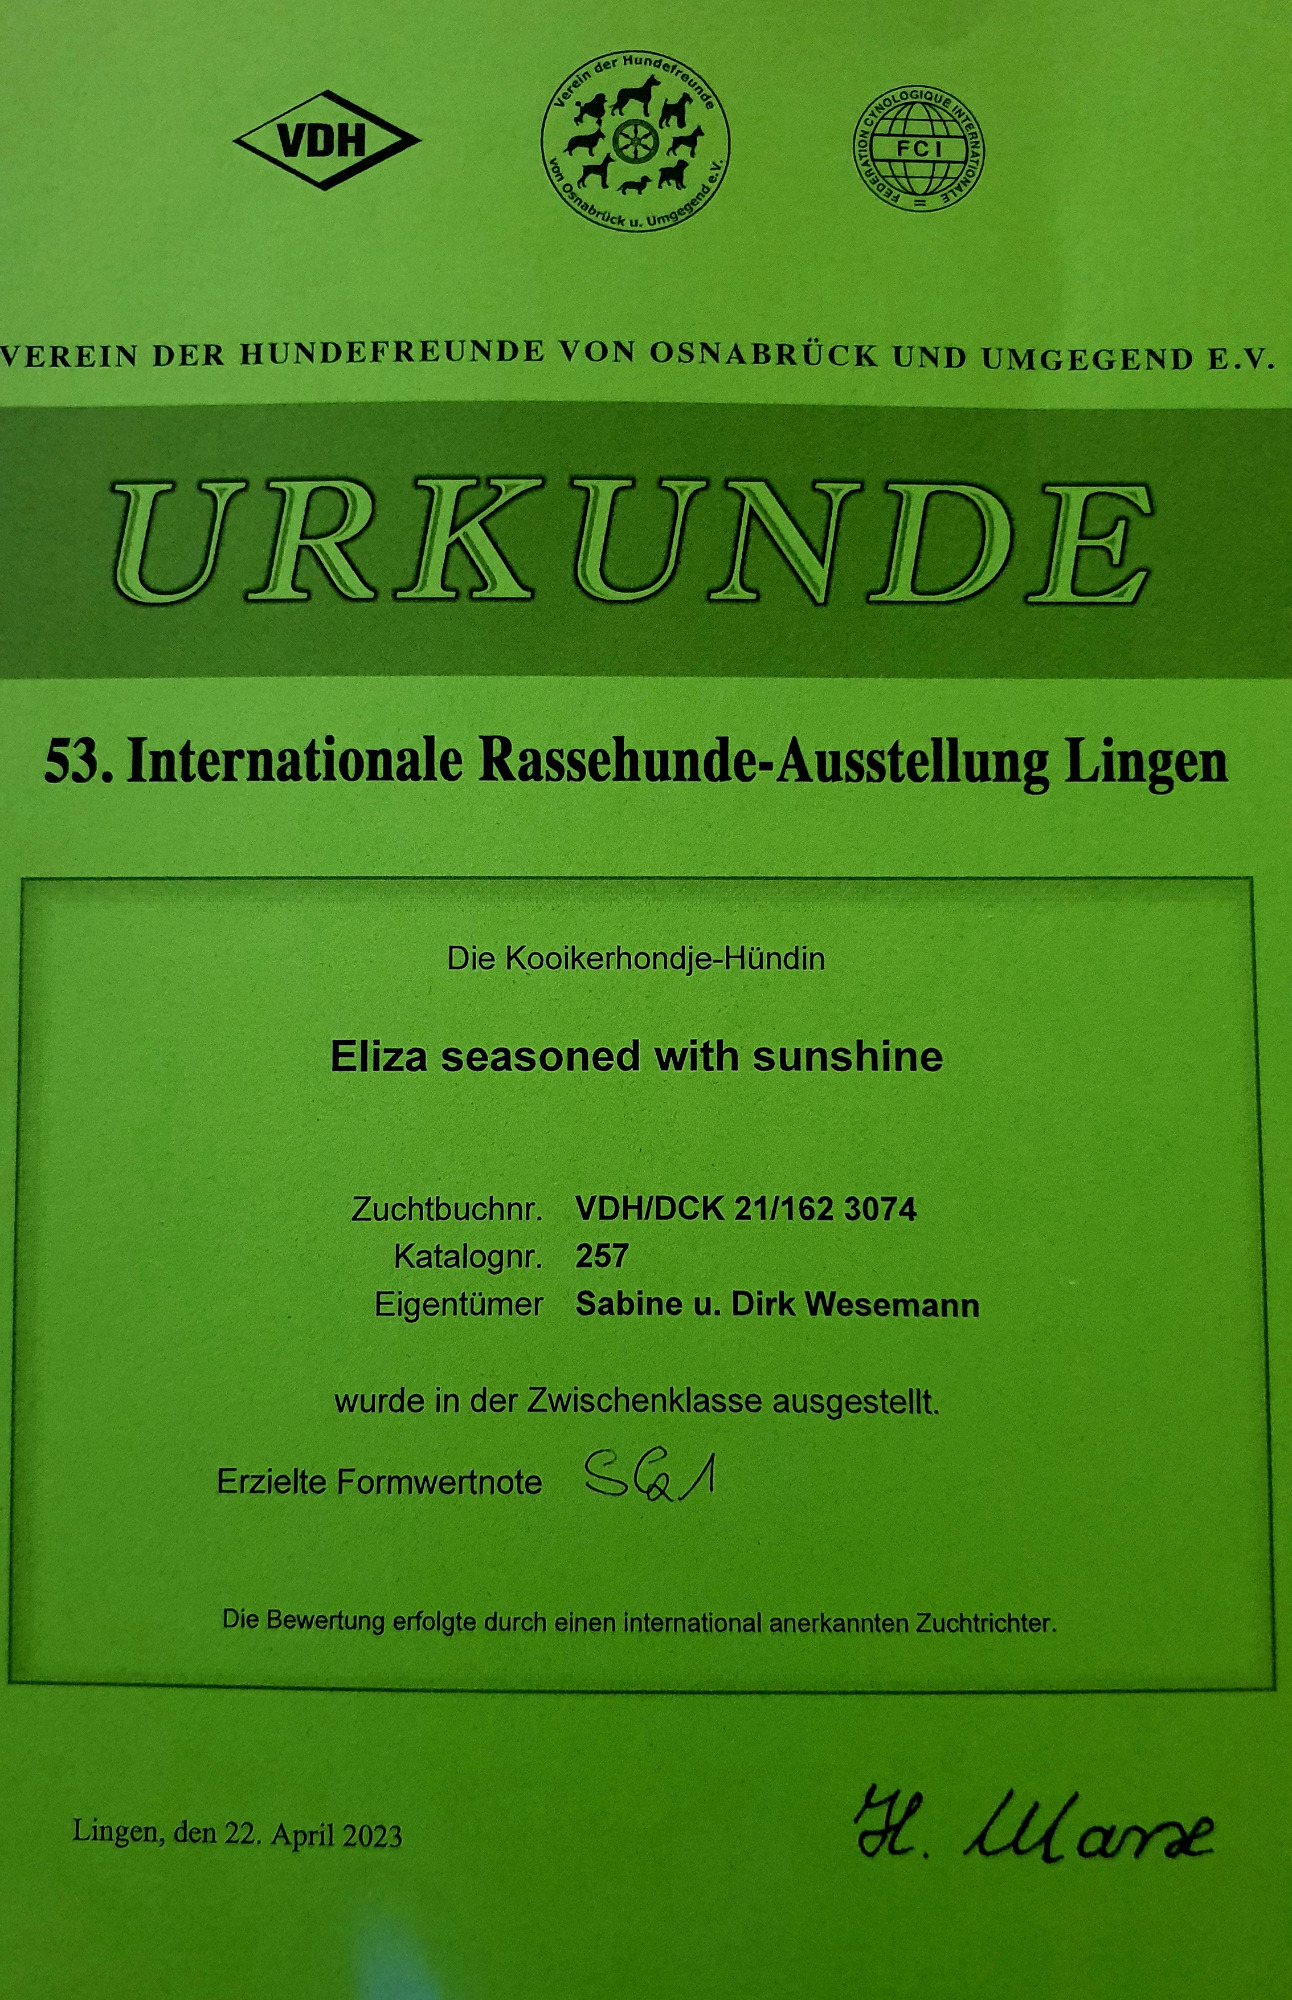 VDH
Verein der Hundefreunde
von Osnabrück u. Umgegend e.V.
FEDERATION CYNOLOGIQUE INTERNATIONALE
FCI
VEREIN DER HUNDEFREUNDE VON OSNABRÜCK UND UMGEGEND E.V.
URKUNDE
53. Internationale Rassehunde-Ausstellung Lingen
Die Kooikerhondje-Hündin
Eliza seasoned with sunshine
Zuchtbuchnr. VDH/DCK 21/162 3074
Katalognr. 257
Eigentümer Sabine u. Dirk Wesemann
wurde in der Zwischenklasse ausgestellt.
Erzielte Formwertnote SG1
Die Bewertung erfolgte durch einen international anerkannten Zuchtrichter.
Lingen, den 22. April 2023
H.